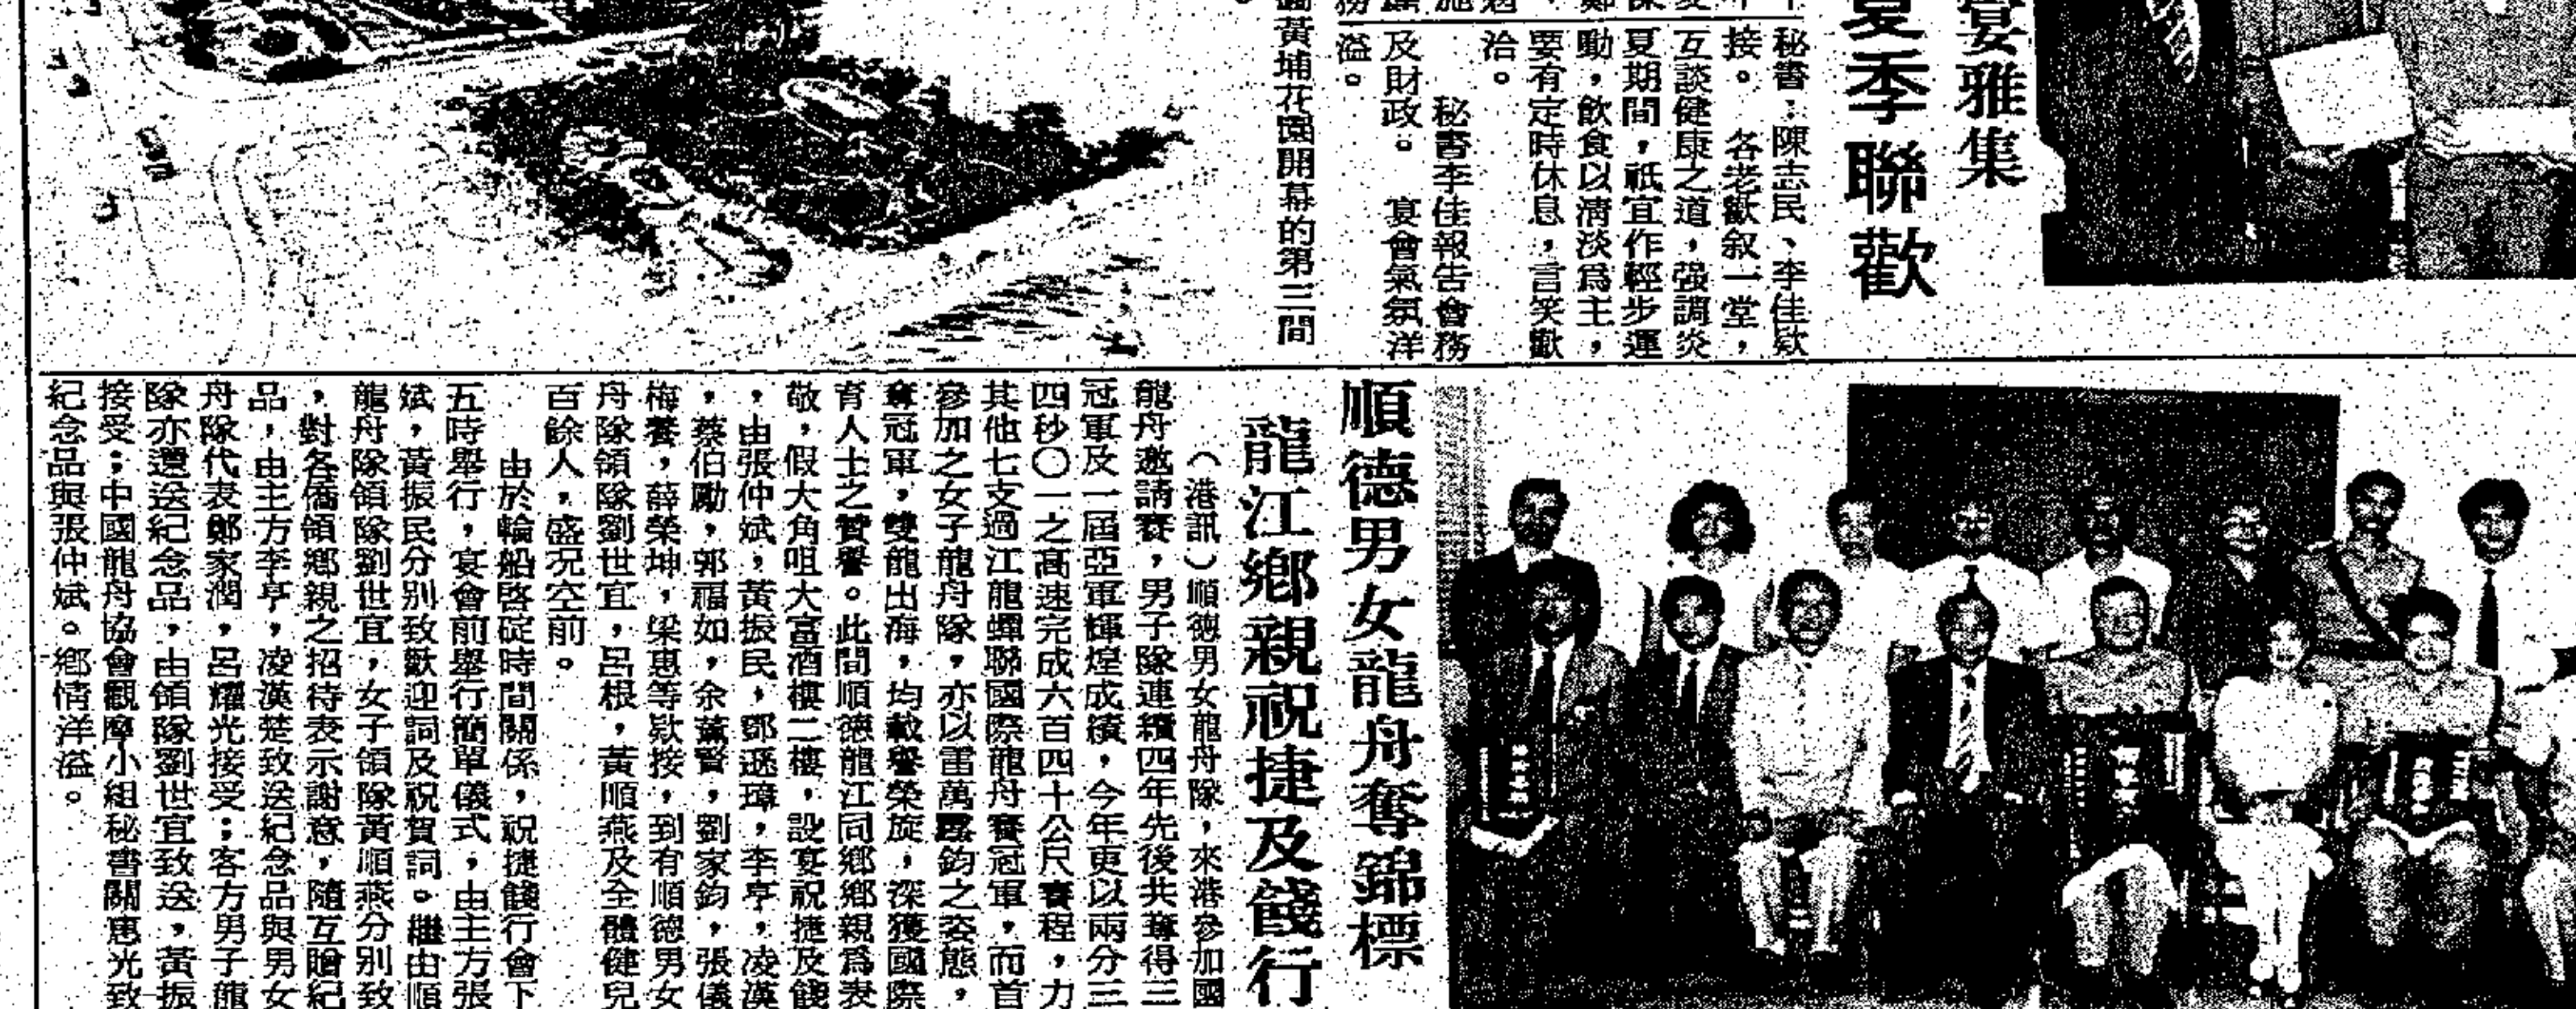 宴雅集
夏季聯歡
秘書：陳志民、李佳欵
接。　各老歡叙一堂，
互談健康之道，强調炎
夏期間，祇宜作輕步運
動，飲食以清淡爲主，
要有定時休息，言笑歡
洽。
秘書李佳報告會務
及財政。　宴會氣氛洋
溢。
黃埔花園開幕的第三間
順德男女龍舟奪錦標
龍江鄉親祝捷及餞行
（港訊）順德男女龍舟隊，來港參加國
龍舟邀請賽，男子隊連續四年先後共奪得三
冠軍及一屆亞軍輝煌成績，今年更以兩分三
四秒〇一之高速完成六百四十公尺賽程，力
其他七支過江龍蟬聯國際龍舟賽冠軍，而首
參加之女子龍舟隊，亦以雷萬鈞之姿態，
奪冠軍，雙龍出海，均載譽榮旋，深獲國際
育人士之贊譽。此間順德龍江同鄉鄉親爲表
敬，假大角咀大富酒樓二樓，設宴祝捷及餞
，由張仲斌，黃振民，鄧遜璋，李亨，凌漢
，蔡伯勵，郭福如，余蕙賢，劉家鈞，張儀
梅養，薛榮坤，梁惠等欵接，到有順德男女
舟隊領隊劉世宜，呂根，黃順燕及全體健兒
百餘人，盛况空前。
由於輪船啓碇時間關係，祝捷餞行會下
五時舉行，宴會前舉行簡單儀式，由主方張
斌，黃振民分别致歡迎詞及祝賀詞。繼由順
龍舟隊領隊劉世宜，女子領隊黃順燕分别致
，對各僑領鄉親之招待表示謝意，隨互贈紀
品，由主方李亨，凌漢楚致送紀念品與男女
舟隊代表鄭家潤，呂耀光接受；客方男子龍
隊亦還送紀念品，由領隊劉世宜致送，黃振
接受；中國龍舟協會觀摩小組秘書關惠光致
紀念品與張仲斌。鄉情洋溢。